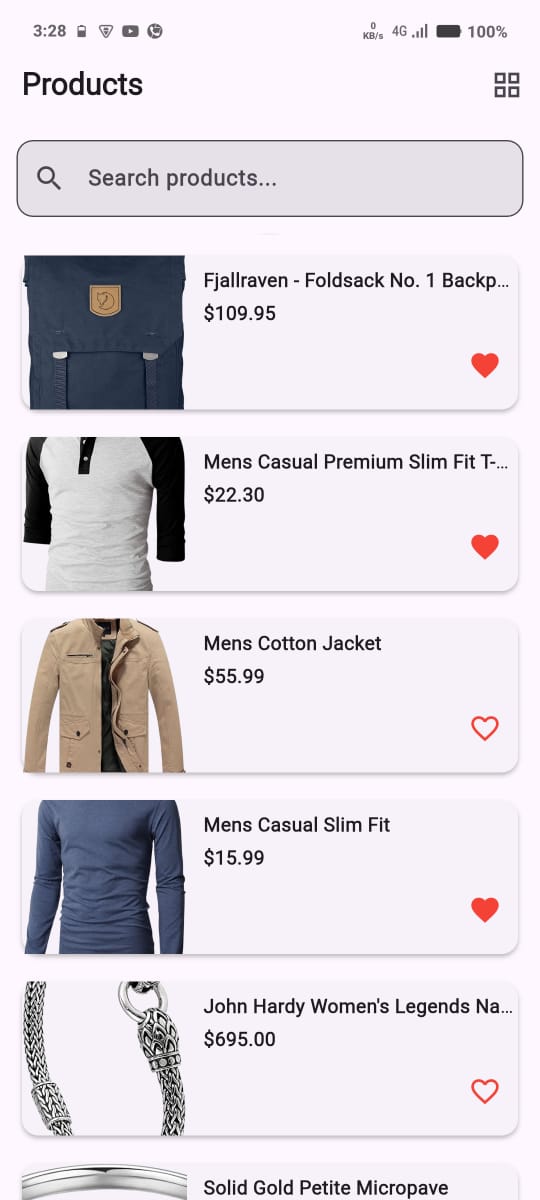 3:28
0
KB/s
4G
100%
Products
Search products...
Fjallraven - Foldsack No. 1 Backp...
$109.95
Mens Casual Premium Slim Fit T-...
$22.30
Mens Cotton Jacket
$55.99
Mens Casual Slim Fit
$15.99
John Hardy Women's Legends Na...
$695.00
Solid Gold Petite Micropave